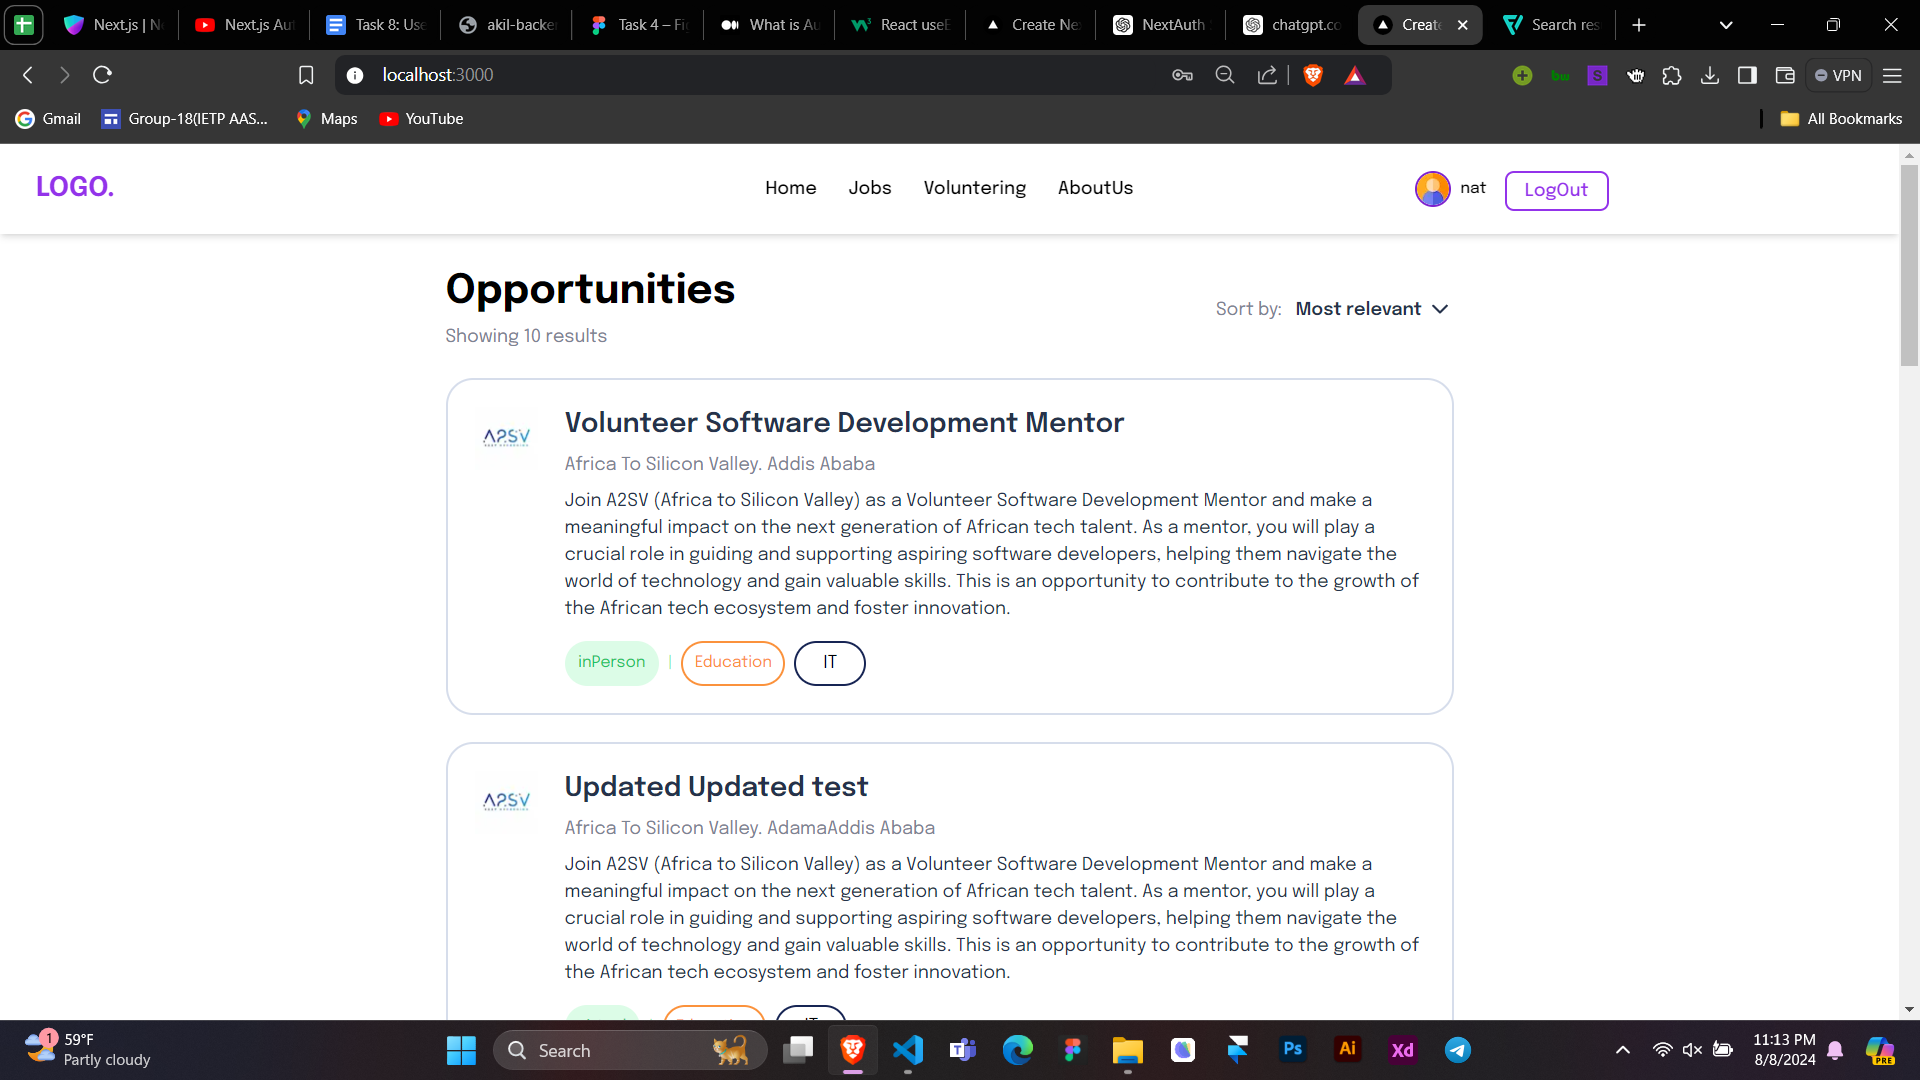 Next.js | N
Next.js Aut
Task 8: Use
akil-backen
Task 4 – Fi
What is Au
React useE
Create Ne
NextAuth
chatgpt.co
Create
Search res
localhost:3000
VPN
Gmail
Group-18(IETP AAS...
Maps
YouTube
All Bookmarks
LOGO.
Home
Jobs
Voluntering
AboutUs
nat
LogOut
Opportunities
Sort by: Most relevant
Showing 10 results
A2SV
Volunteer Software Development Mentor
Africa To Silicon Valley. Addis Ababa
Join A2SV (Africa to Silicon Valley) as a Volunteer Software Development Mentor and make a
meaningful impact on the next generation of African tech talent. As a mentor, you will play a
crucial role in guiding and supporting aspiring software developers, helping them navigate the
world of technology and gain valuable skills. This is an opportunity to contribute to the growth of
the African tech ecosystem and foster innovation.
inPerson | Education IT
A2SV
Updated Updated test
Africa To Silicon Valley. AdamaAddis Ababa
Join A2SV (Africa to Silicon Valley) as a Volunteer Software Development Mentor and make a
meaningful impact on the next generation of African tech talent. As a mentor, you will play a
crucial role in guiding and supporting aspiring software developers, helping them navigate the
world of technology and gain valuable skills. This is an opportunity to contribute to the growth of
the African tech ecosystem and foster innovation.
1
59°F
Partly cloudy
Search
Ps
Ai
Xd
11:13 PM
8/8/2024
PRE